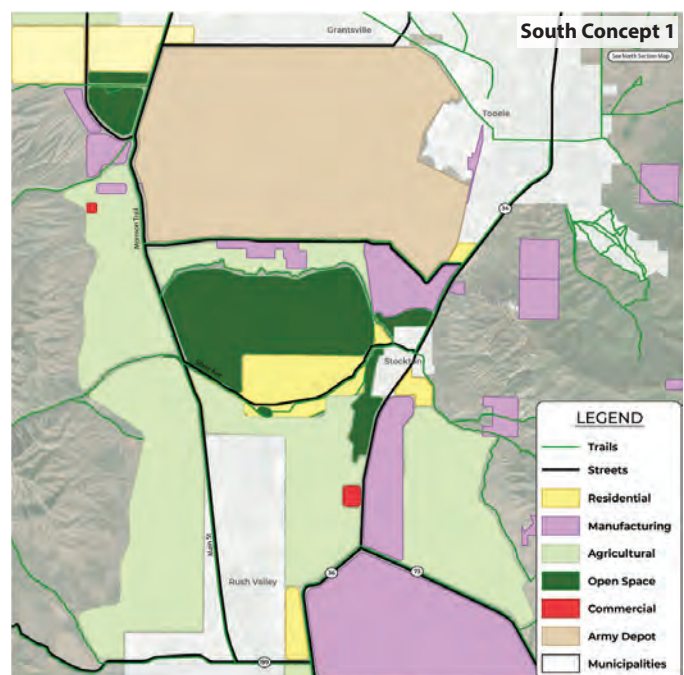 South Concept 1
See North Section Map
Grantsville
Tooele
36
Mormon Trail
Stockton
Rush Valley
Main St
36
73
199
LEGEND
Trails
Streets
Residential
Manufacturing
Agricultural
Open Space
Commercial
Army Depot
Municipalities